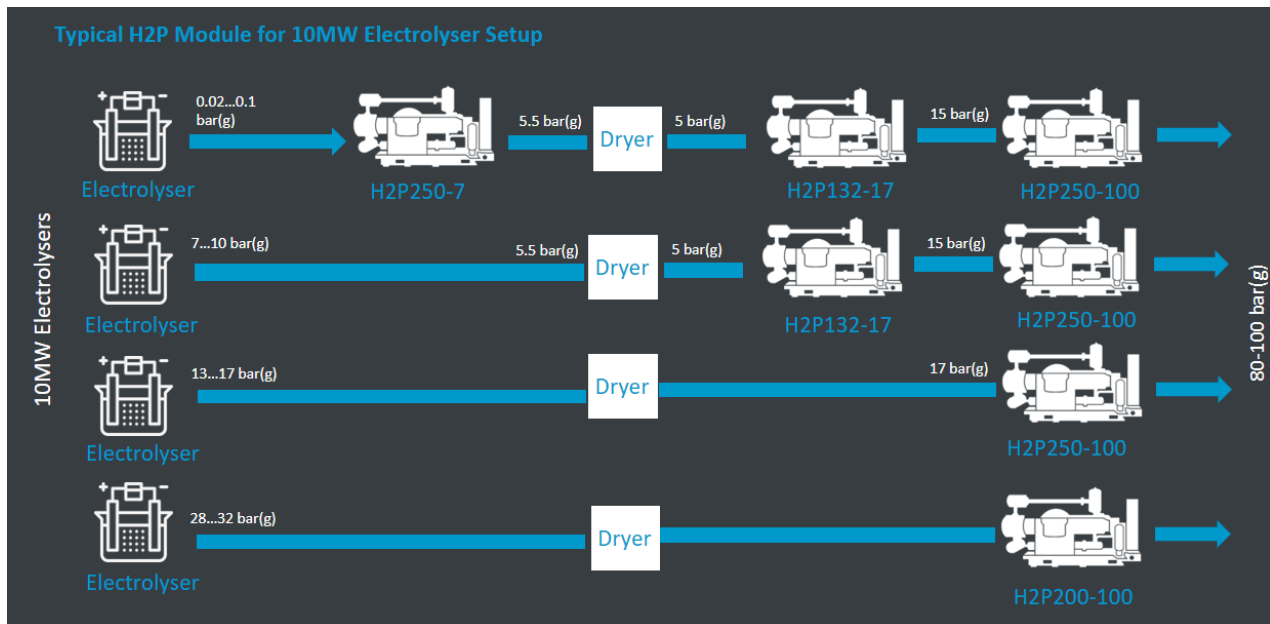 Typical H2P Module for 10MW Electrolyser Setup
+ −
0.02...0.1
bar(g)
5.5 bar(g)
Dryer
5 bar(g)
15 bar(g)
Electrolyser
H2P250-7
H2P132-17
H2P250-100
10MW Electrolysers
+ −
7...10 bar(g)
5.5 bar(g)
Dryer
5 bar(g)
15 bar(g)
Electrolyser
H2P132-17
H2P250-100
80-100 bar(g)
+ −
13...17 bar(g)
Dryer
17 bar(g)
Electrolyser
H2P250-100
+ −
28...32 bar(g)
Dryer
Electrolyser
H2P200-100